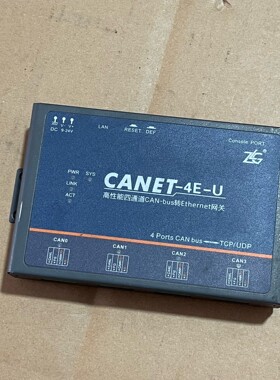 Console PORT
DC 9-24V
LAN
RESET
DEF
ZLG
PWR SYS
LINK
ACT
CANET-4E-U
高性能四通道CAN-bus转Ethernet网关
4 Ports CAN bus TCP/UDP
CAN0
CAN1
CAN2
CAN3